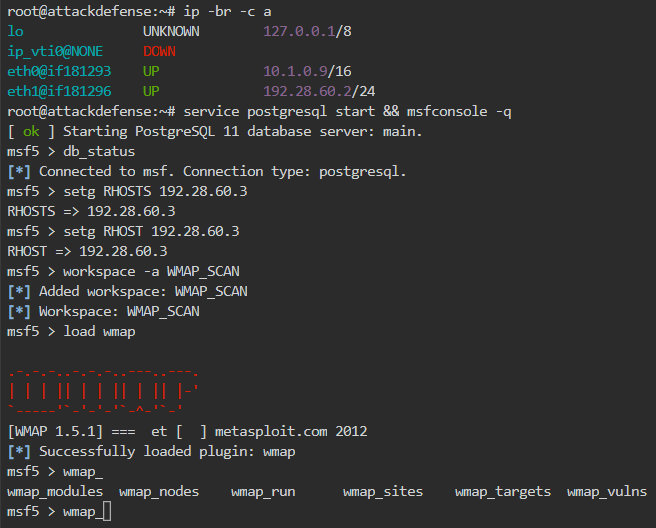 root@attackdefense:~# ip -br -c a
lo               UNKNOWN        127.0.0.1/8
ip_vti0@NONE     DOWN
eth0@if181293    UP             10.1.0.9/16
eth1@if181296    UP             192.28.60.2/24
root@attackdefense:~# service postgresql start && msfconsole -q
[ ok ] Starting PostgreSQL 11 database server: main.
msf5 > db_status
[*] Connected to msf. Connection type: postgresql.
msf5 > setg RHOSTS 192.28.60.3
RHOSTS => 192.28.60.3
msf5 > setg RHOST 192.28.60.3
RHOST => 192.28.60.3
msf5 > workspace -a WMAP_SCAN
[*] Added workspace: WMAP_SCAN
[*] Workspace: WMAP_SCAN
msf5 > load wmap
.-.-.-..-.-.-..---..---.
| | | || | | || | || |-'
`-----'`-'-'-'`-^-'`-'
[WMAP 1.5.1] ===  et [  ] metasploit.com 2012
[*] Successfully loaded plugin: wmap
msf5 > wmap_
wmap_modules  wmap_nodes    wmap_run      wmap_sites    wmap_targets  wmap_vulns
msf5 > wmap_